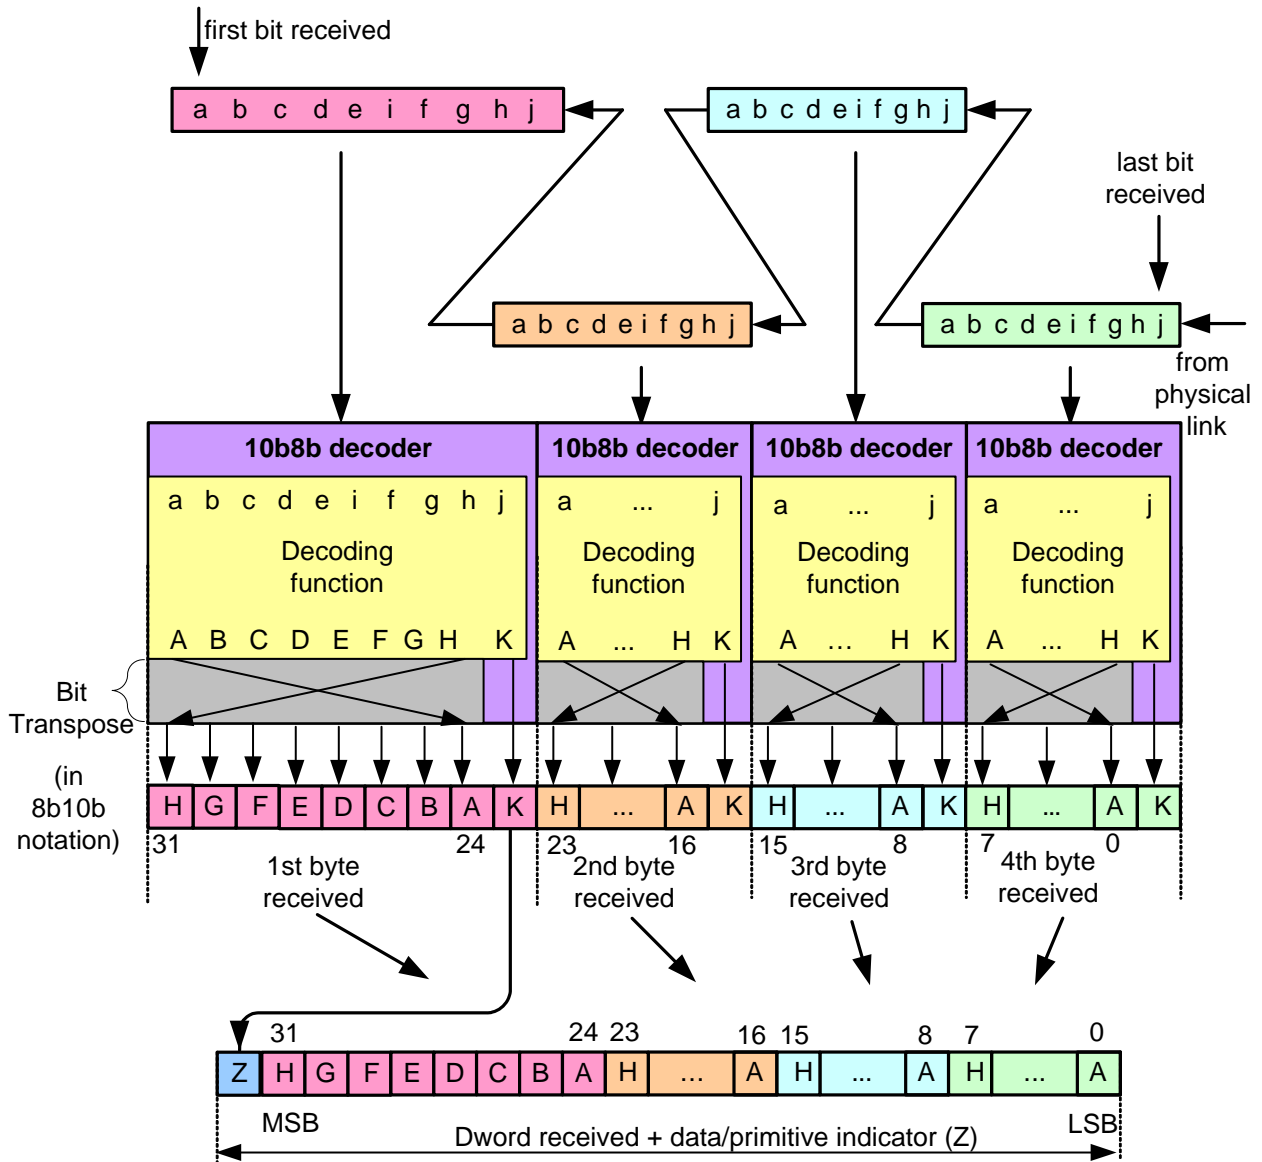 first bit received
a b c d e i f g h j
a b c d e i f g h j
last bit
received
a b c d e i f g h j
a b c d e i f g h j
from
physical
link
10b8b decoder
10b8b decoder
10b8b decoder
10b8b decoder
a b c d e i f g h j
a ... j
a ... j
a ... j
Decoding
function
Decoding
function
Decoding
function
Decoding
function
A B C D E F G H K
A ... H K
A ... H K
A ... H K
Bit
Transpose
(in
8b10b
notation)
H G F E D C B A K
H ... A K
H ... A K
H ... A K
31 24 23 16 15 8 7 0
1st byte
received
2nd byte
received
3rd byte
received
4th byte
received
31 24 23 16 15 8 7 0
Z H G F E D C B A H ... A H ... A H ... A
MSB LSB
Dword received + data/primitive indicator (Z)